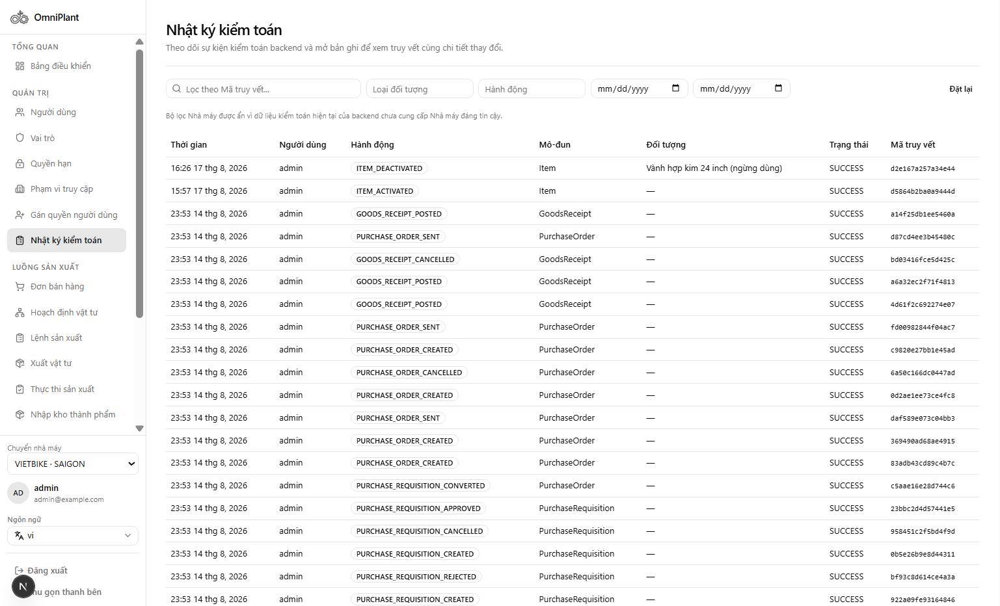 OmniPlant
TỔNG QUAN
Bảng điều khiển
QUẢN TRỊ
Người dùng
Vai trò
Quyền hạn
Phạm vi truy cập
Gán quyền người dùng
Nhật ký kiểm toán
LUỒNG SẢN XUẤT
Đơn bán hàng
Hoạch định vật tư
Lệnh sản xuất
Xuất vật tư
Thực thi sản xuất
Nhập kho thành phẩm
Chuyển nhà máy
VIETBIKE · SAIGON
AD
admin
admin@example.com
Ngôn ngữ
vi
Đăng xuất
N
hu gọn thanh bên
Nhật ký kiểm toán
Theo dõi sự kiện kiểm toán backend và mở bản ghi để xem truy vết cùng chi tiết thay đổi.
Lọc theo Mã truy vết... Loại đối tượng Hành động mm/dd/yyyy mm/dd/yyyy Đặt lại
Bộ lọc Nhà máy được ẩn vì dữ liệu kiểm toán hiện tại của backend chưa cung cấp Nhà máy đáng tin cậy.
Thời gian Người dùng Hành động Mô-đun Đối tượng Trạng thái Mã truy vết
16:26 17 thg 8, 2026 admin ITEM_DEACTIVATED Item Vành hợp kim 24 inch (ngừng dùng) SUCCESS d2e167a257a34e44
15:57 17 thg 8, 2026 admin ITEM_ACTIVATED Item — SUCCESS d5864b2ba0a9444d
23:53 14 thg 8, 2026 admin GOODS_RECEIPT_POSTED GoodsReceipt — SUCCESS a14f25db1ee5460a
23:53 14 thg 8, 2026 admin PURCHASE_ORDER_SENT PurchaseOrder — SUCCESS d87cd4ee3b45480c
23:53 14 thg 8, 2026 admin GOODS_RECEIPT_CANCELLED GoodsReceipt — SUCCESS bd03416fce5d425c
23:53 14 thg 8, 2026 admin GOODS_RECEIPT_POSTED GoodsReceipt — SUCCESS a6a32ec2f71f4813
23:53 14 thg 8, 2026 admin GOODS_RECEIPT_POSTED GoodsReceipt — SUCCESS 4d61f2c692274e07
23:53 14 thg 8, 2026 admin PURCHASE_ORDER_SENT PurchaseOrder — SUCCESS fd00982844f04ac7
23:53 14 thg 8, 2026 admin PURCHASE_ORDER_CREATED PurchaseOrder — SUCCESS c9820e27bb1e45ad
23:53 14 thg 8, 2026 admin PURCHASE_ORDER_CANCELLED PurchaseOrder — SUCCESS 6a50c166dc0447ad
23:53 14 thg 8, 2026 admin PURCHASE_ORDER_CREATED PurchaseOrder — SUCCESS 0d2ae1ee73ce4fc8
23:53 14 thg 8, 2026 admin PURCHASE_ORDER_SENT PurchaseOrder — SUCCESS daf589e073c04bb3
23:53 14 thg 8, 2026 admin PURCHASE_ORDER_CREATED PurchaseOrder — SUCCESS 369490ad68ae4915
23:53 14 thg 8, 2026 admin PURCHASE_ORDER_CREATED PurchaseOrder — SUCCESS 83adb43cd89c4b7c
23:53 14 thg 8, 2026 admin PURCHASE_REQUISITION_CONVERTED PurchaseOrder — SUCCESS c5aae16e28d744c6
23:53 14 thg 8, 2026 admin PURCHASE_REQUISITION_APPROVED PurchaseRequisition — SUCCESS 23bbc2d4d57441e5
23:53 14 thg 8, 2026 admin PURCHASE_REQUISITION_CANCELLED PurchaseRequisition — SUCCESS 958451c2f5bd4f9d
23:53 14 thg 8, 2026 admin PURCHASE_REQUISITION_CREATED PurchaseRequisition — SUCCESS 0b5e26b9e8d44311
23:53 14 thg 8, 2026 admin PURCHASE_REQUISITION_REJECTED PurchaseRequisition — SUCCESS bf93c8d614ce4a3a
23:53 14 thg 8, 2026 admin PURCHASE_REQUISITION_CREATED PurchaseRequisition — SUCCESS 922a09fe93164846